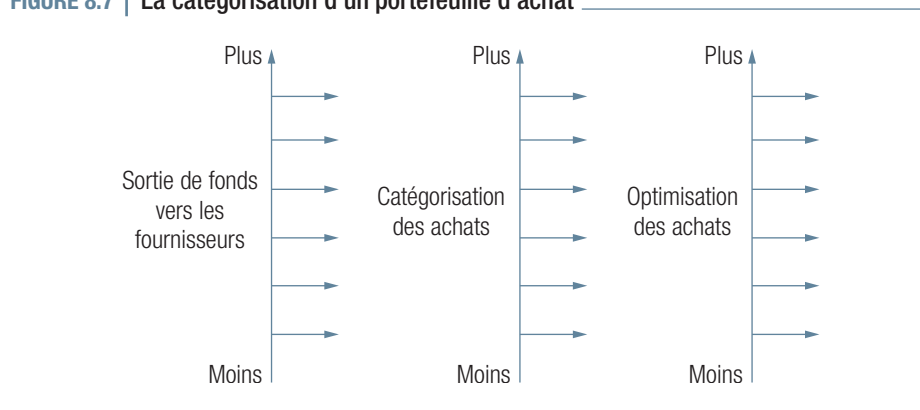 FIGURE 8.7 | La catégorisation d'un portefeuille d'achat
Plus
Sortie de fonds
vers les
fournisseurs
Moins
Plus
Catégorisation
des achats
Moins
Plus
Optimisation
des achats
Moins